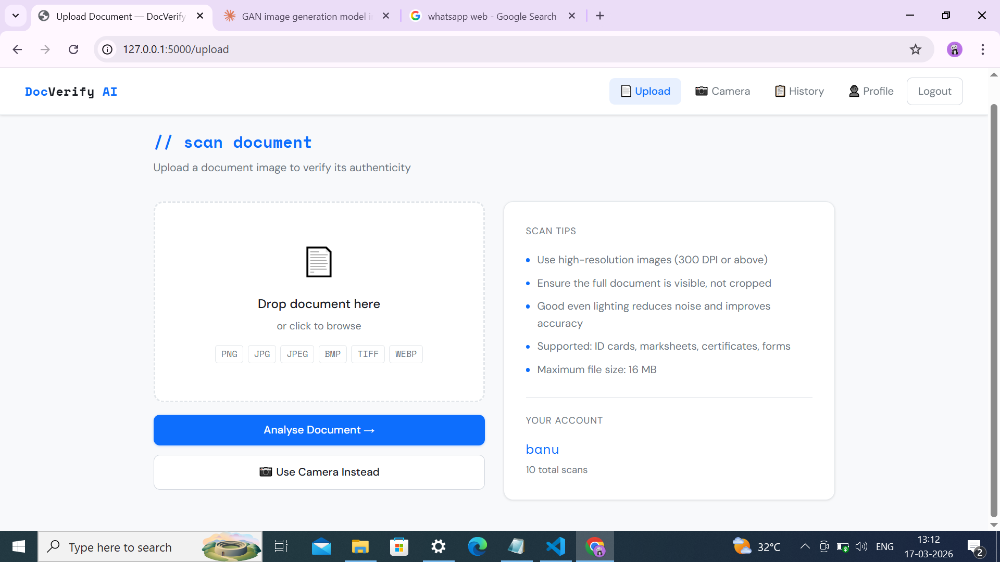 Upload Document — DocVerify
GAN image generation model i
whatsapp web - Google Search
127.0.0.1:5000/upload
DocVerify AI
Upload
Camera
History
Profile
Logout
// scan document
Upload a document image to verify its authenticity
Drop document here
or click to browse
PNG JPG JPEG BMP TIFF WEBP
Analyse Document →
Use Camera Instead
SCAN TIPS
• Use high-resolution images (300 DPI or above)
• Ensure the full document is visible, not cropped
• Good even lighting reduces noise and improves
accuracy
• Supported: ID cards, marksheets, certificates, forms
• Maximum file size: 16 MB
YOUR ACCOUNT
banu
10 total scans
Type here to search
32°C
ENG
13:12
17-03-2026
2